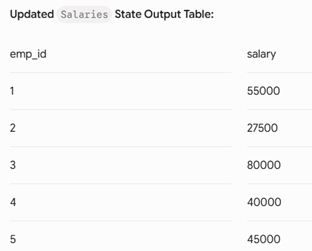 Updated Salaries State Output Table:
emp_id salary
1 55000
2 27500
3 80000
4 40000
5 45000